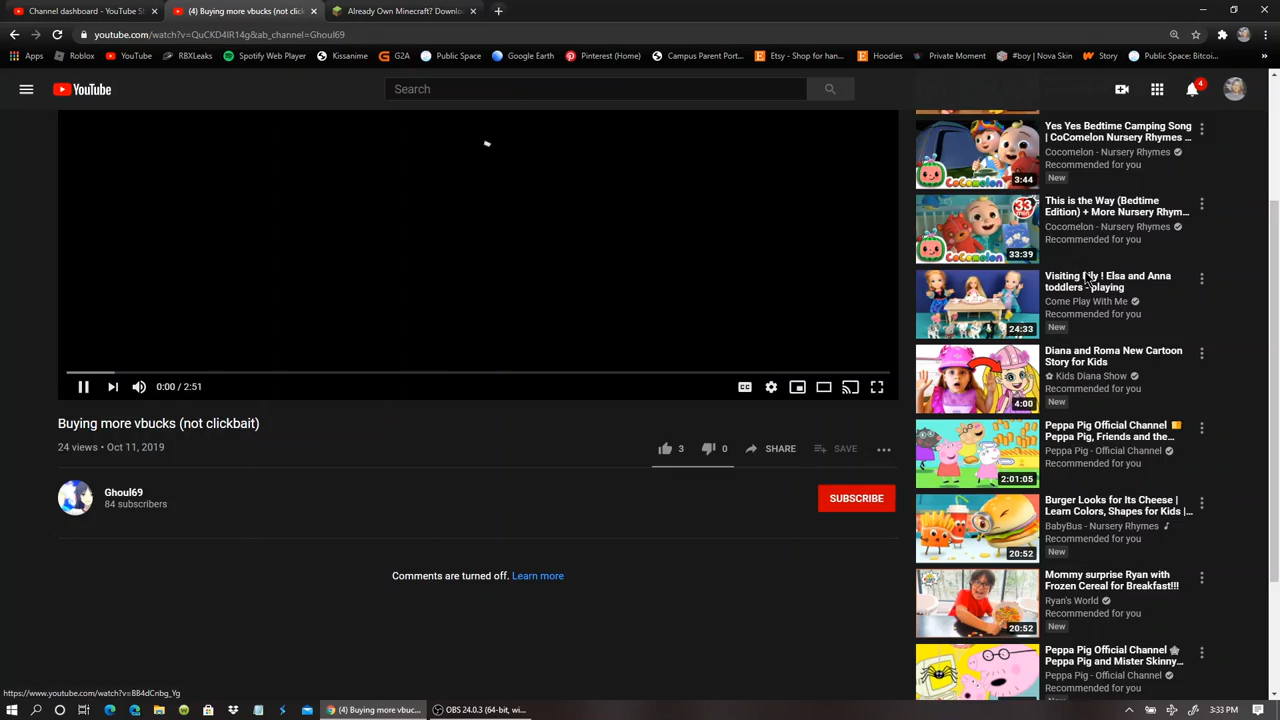 Channel dashboard - YouTube S
(4) Buying more vbucks (not clic
Already Own Minecraft? Downl
youtube.com/watch?v=QuCKD4IR14g&ab_channel=Ghoul69
Apps
Roblox
YouTube
RBXLeaks
Spotify Web Player
Kissanime
G2A
Public Space
Google Earth
Pinterest (Home)
Campus Parent Port...
Etsy - Shop for han...
Hoodies
Private Moment
#boy | Nova Skin
Story
Public Space: Bitcoi...
YouTube
Search
4
Yes Yes Bedtime Camping Song
| CoComelon Nursery Rhymes ...
Cocomelon - Nursery Rhymes
Recommended for you
New
CoComelon
3:44
This is the Way (Bedtime
Edition) + More Nursery Rhym...
Cocomelon - Nursery Rhymes
Recommended for you
33
min
CoComelon
33:39
Elsa and Anna
toddlers - playing
Come Play With Me
Recommended for you
New
24:33
Diana and Roma New Cartoon
Story for Kids
Kids Diana Show
Recommended for you
New
4:00
Peppa Pig Official Channel
Peppa Pig, Friends and the...
Peppa Pig - Official Channel
Recommended for you
2:01:05
Burger Looks for Its Cheese |
Learn Colors, Shapes for Kids |...
BabyBus - Nursery Rhymes
Recommended for you
New
20:52
Mommy surprise Ryan with
Frozen Cereal for Breakfast!!!
Ryan's World
Recommended for you
New
20:52
Peppa Pig Official Channel
Peppa Pig and Mister Skinny...
Peppa Pig - Official Channel
Recommended for you
0:00 / 2:51
CC
Buying more vbucks (not clickbait)
24 views • Oct 11, 2019
3
0
SHARE
SAVE
Ghoul69
84 subscribers
SUBSCRIBE
Comments are turned off. Learn more
https://www.youtube.com/watch?v=8B4dCnbg_Yg
(4) Buying more vbuc...
OBS 24.0.3 (64-bit, wi...
3:33 PM